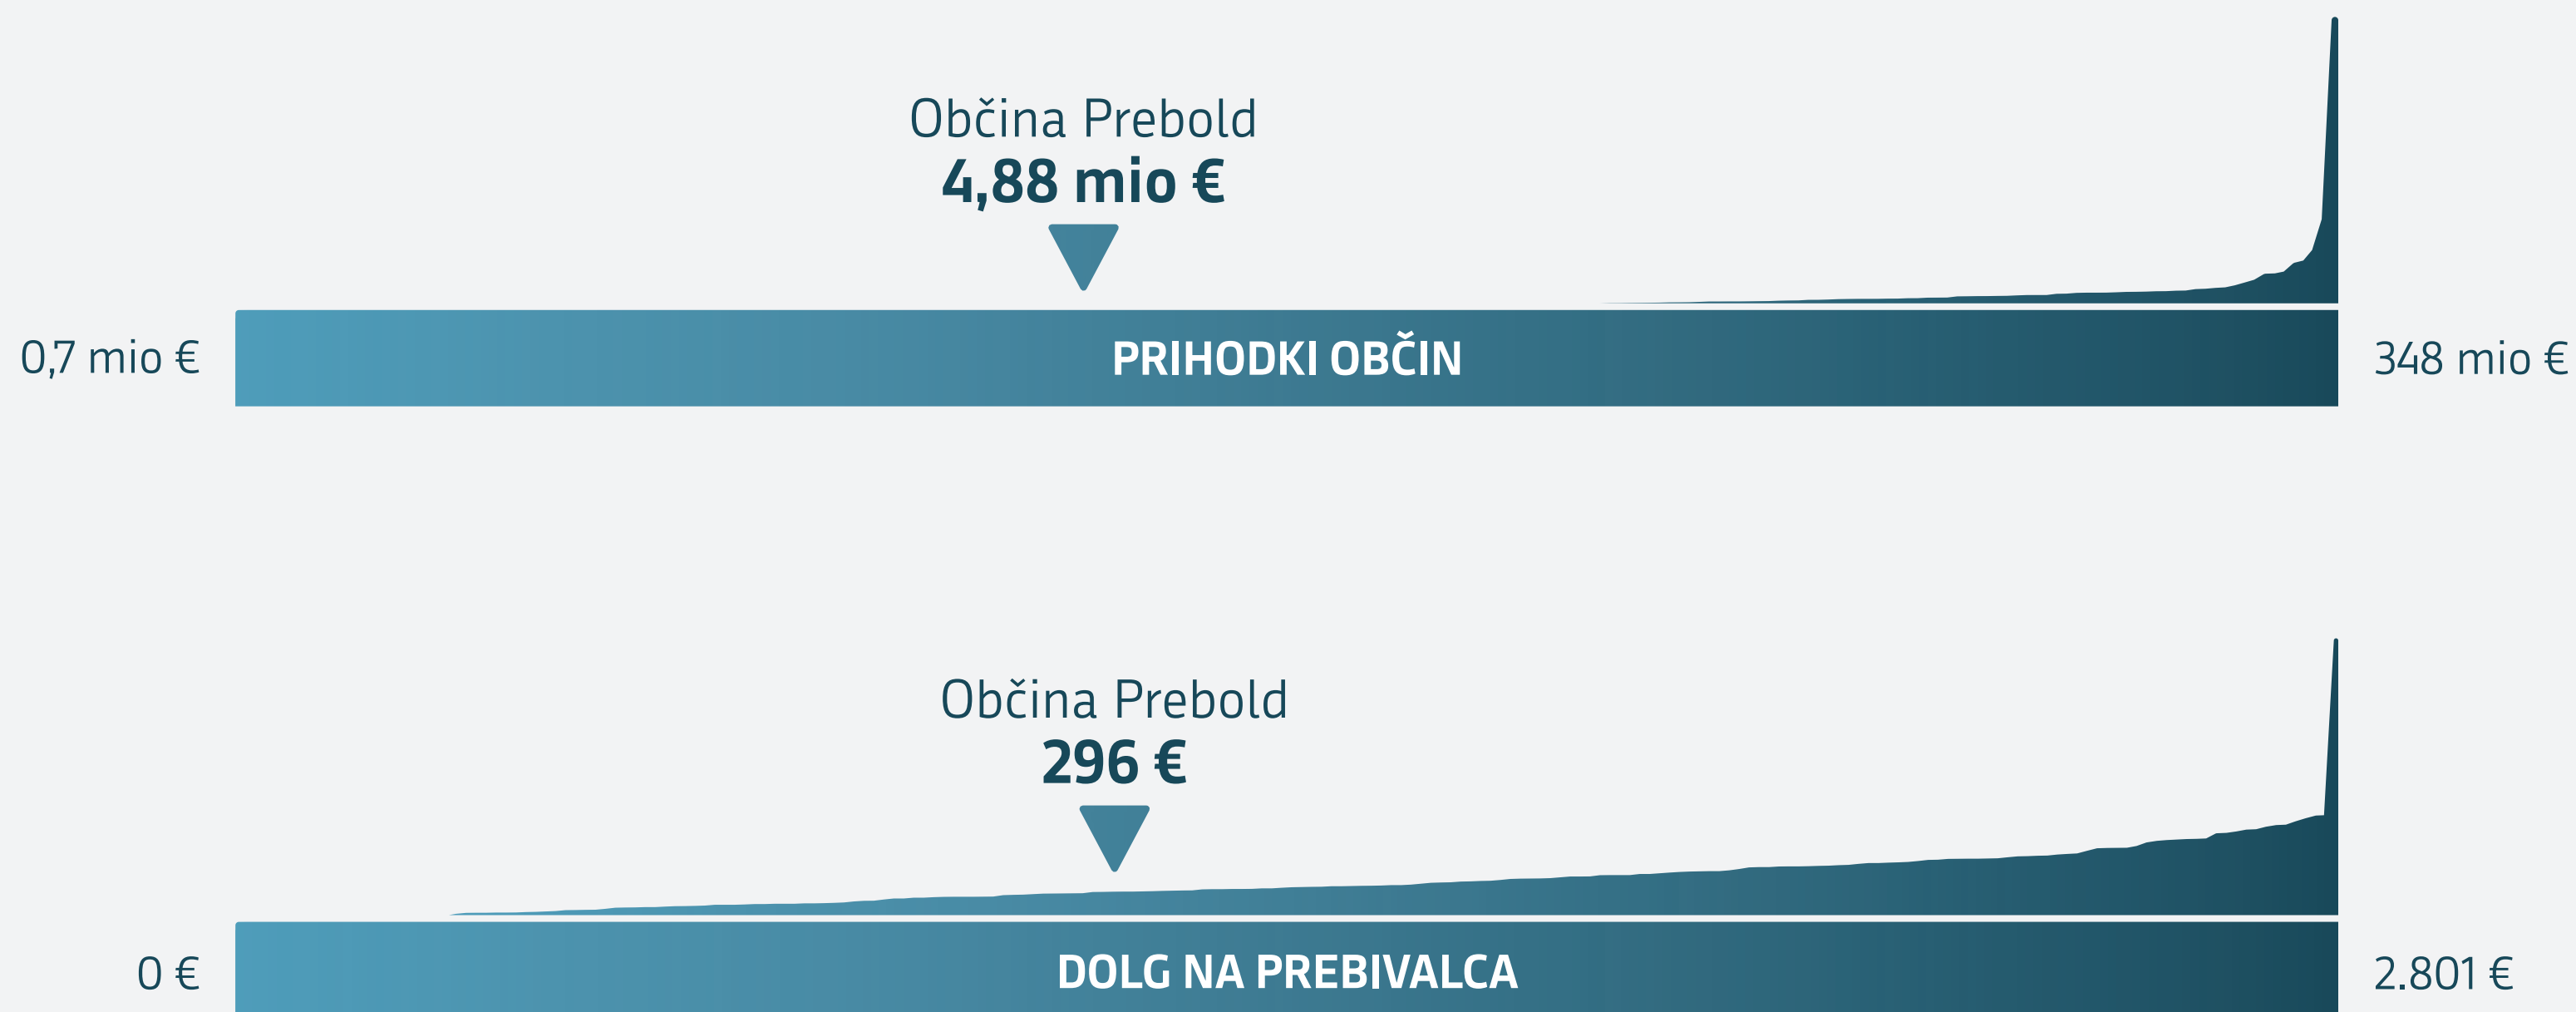 Občina Prebold
4,88 mio €
0,7 mio €
PRIHODKI OBČIN
348 mio €
Občina Prebold
296 €
0 €
DOLG NA PREBIVALCA
2.801 €